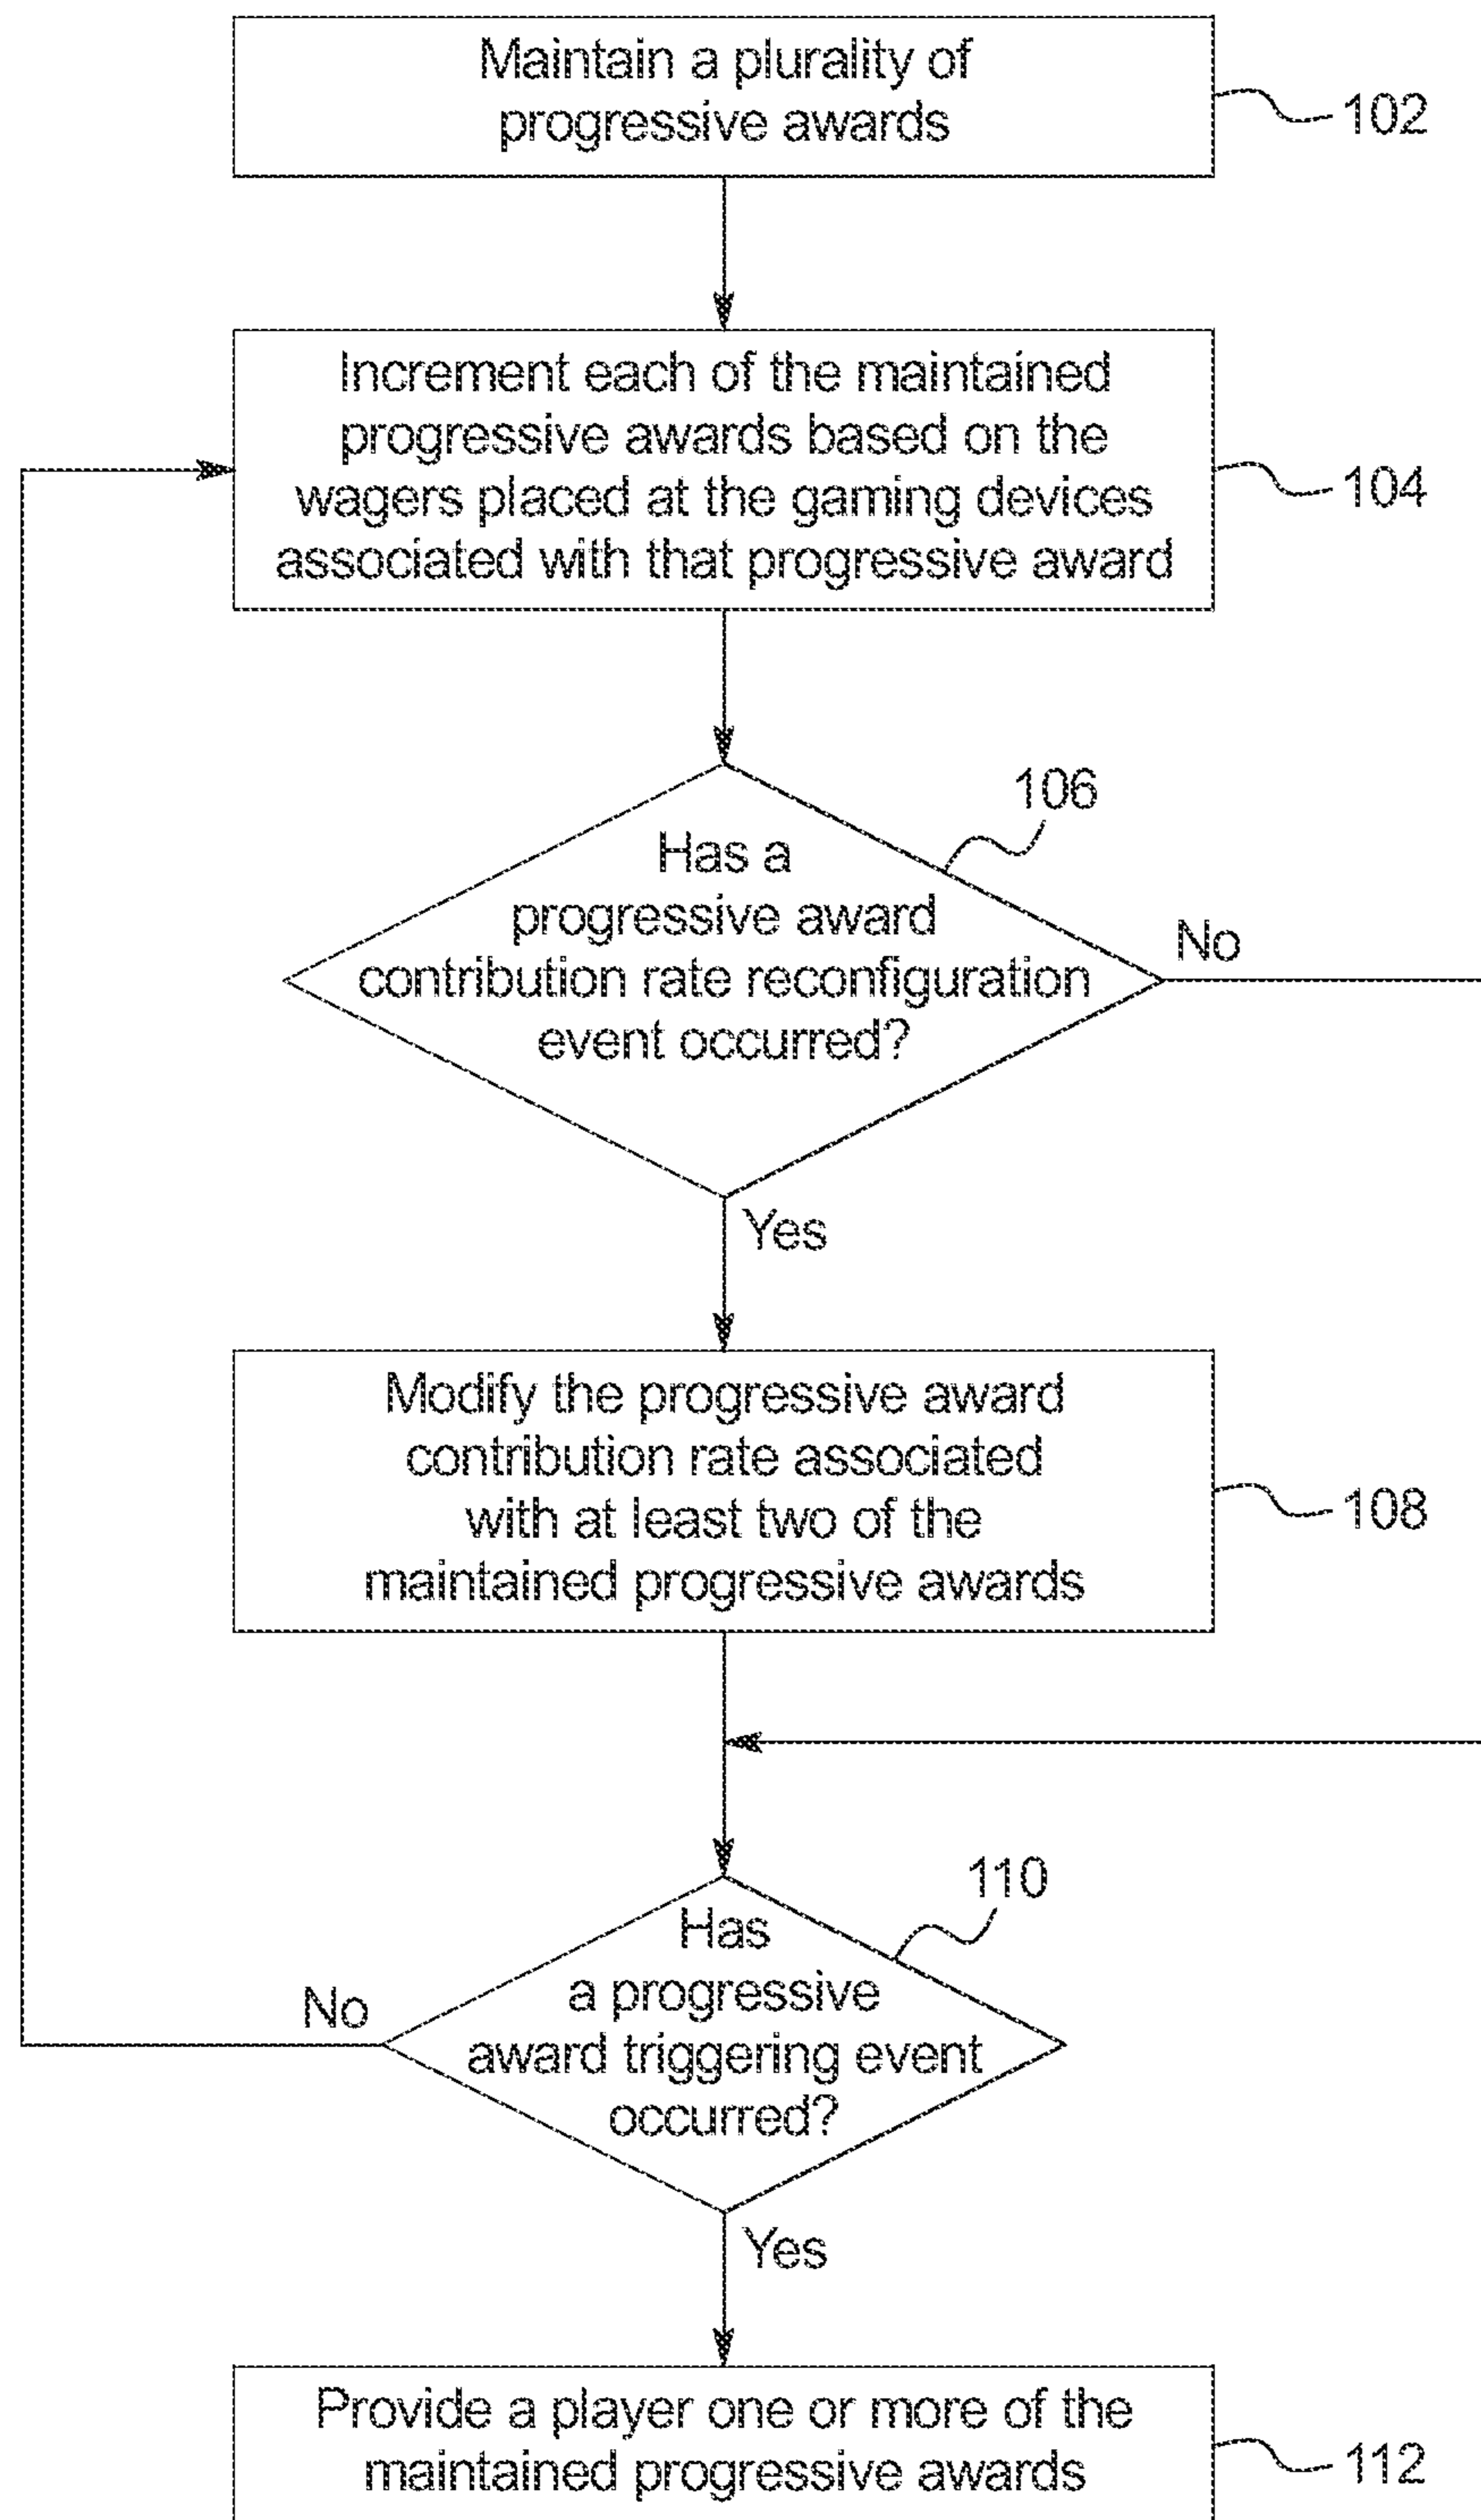 Maintain a plurality of
progressive awards
102
Increment each of the maintained
progressive awards based on the
wagers placed at the gaming devices
associated with that progressive award
104
106
Has a
progressive award
contribution rate reconfiguration
event occurred?
No
Yes
Modify the progressive award
contribution rate associated
with at least two of the
maintained progressive awards
108
110
Has
a progressive
award triggering event
occurred?
No
Yes
Provide a player one or more of the
maintained progressive awards
112